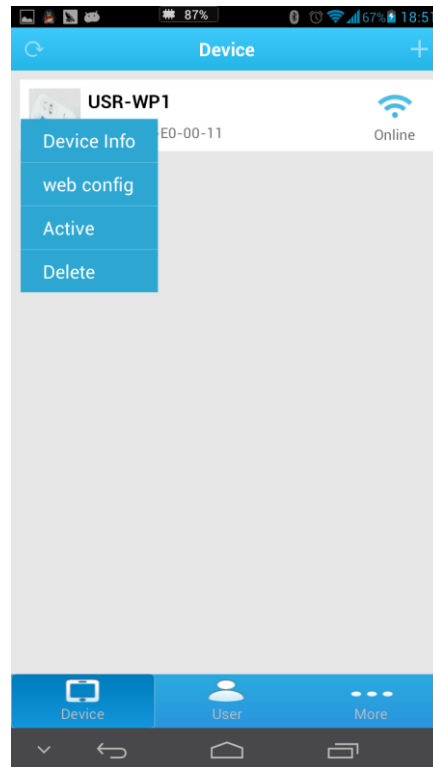 87%
67%
18:51
Device
USR-WP1
-E0-00-11
Online
Device Info
web config
Active
Delete
Device
User
More